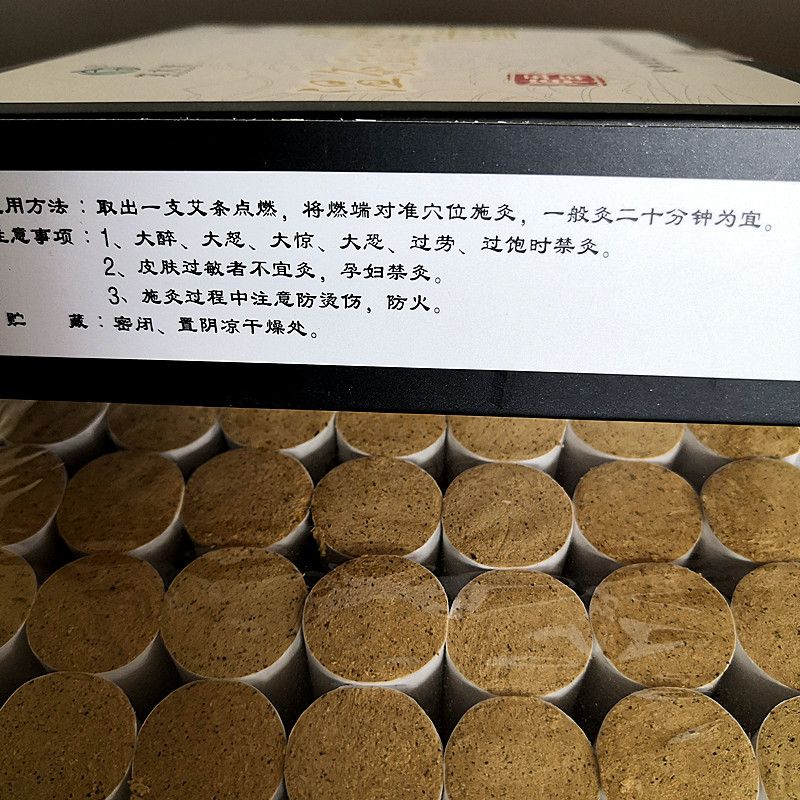 用方法：取出一支艾条点燃，将燃端对准穴位施灸，一般灸二十分钟为宜。
注意事项：1、大醉、大怒、大惊、大恐、过劳、过饱时禁灸。
2、皮肤过敏者不宜灸，孕妇禁灸。
3、施灸过程中注意防烫伤，防火。
贮 藏：密闭、置阴凉干燥处。